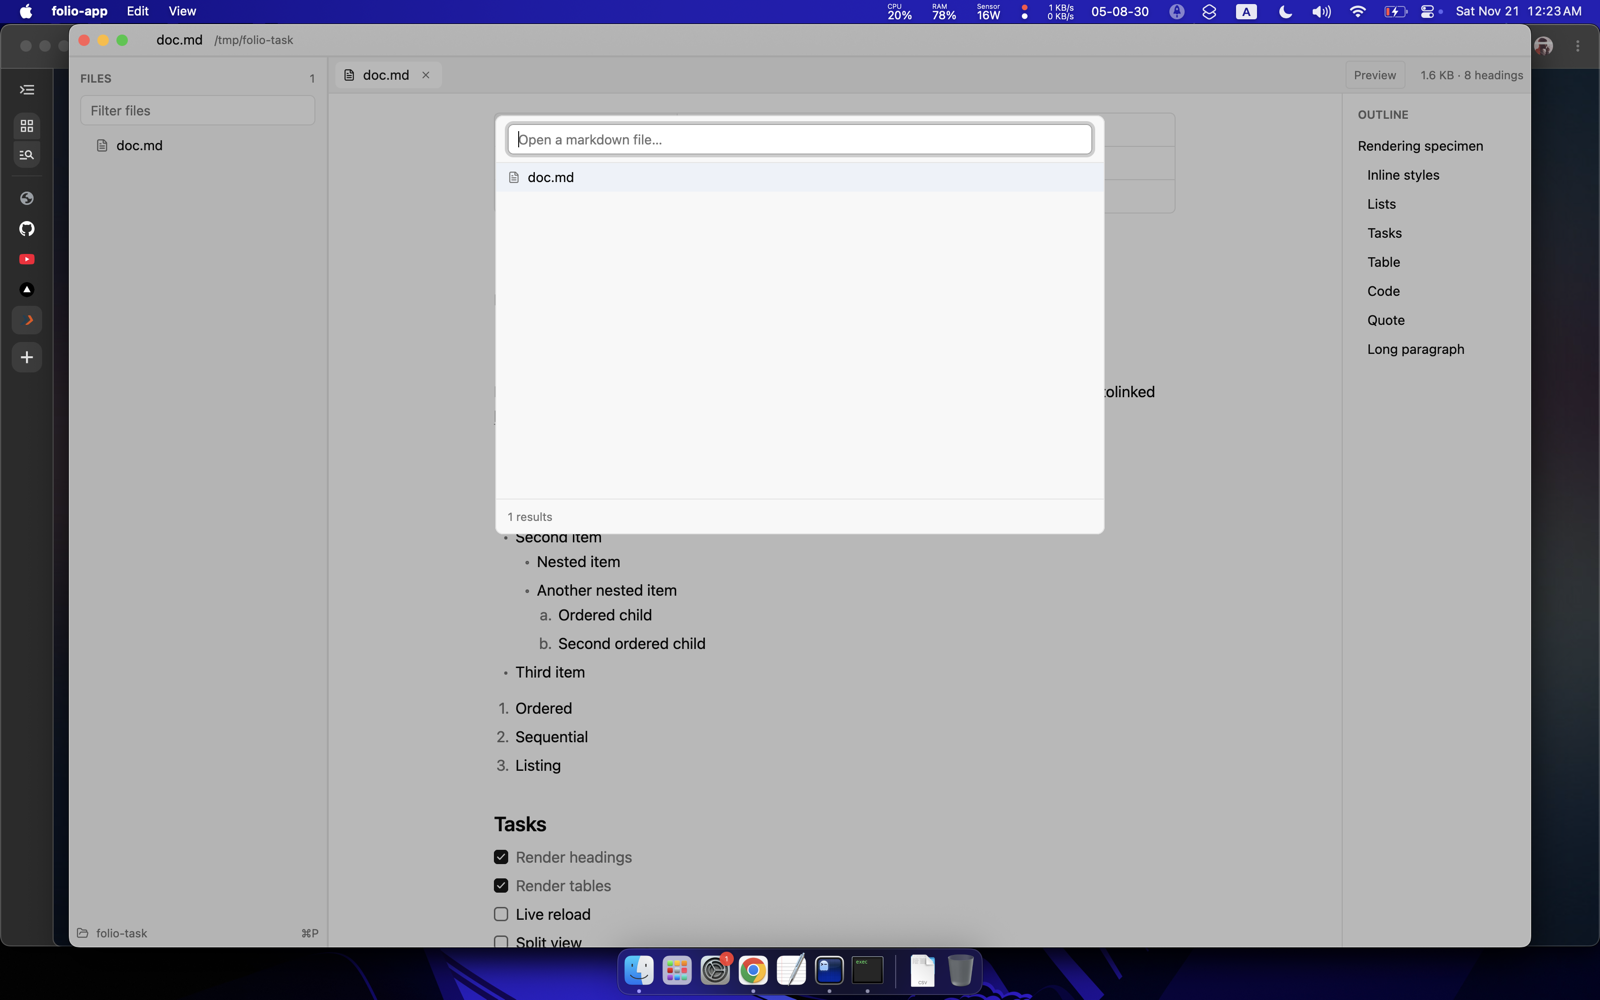 folio-app Edit View
CPU 20% RAM 78% Sensor 16W 1 KB/s 0 KB/s 05-08-30 A Sat Nov 21 12:23 AM
doc.md /tmp/folio-task
FILES 1
Filter files
doc.md
folio-task ⌘P
doc.md ×
Preview 1.6 KB · 8 headings
Open a markdown file...
doc.md
1 results
tolinked
• Second item
• Nested item
• Another nested item
a. Ordered child
b. Second ordered child
• Third item
1. Ordered
2. Sequential
3. Listing
Tasks
Render headings
Render tables
Live reload
Split view
OUTLINE
Rendering specimen
Inline styles
Lists
Tasks
Table
Code
Quote
Long paragraph
1
exec
CSV